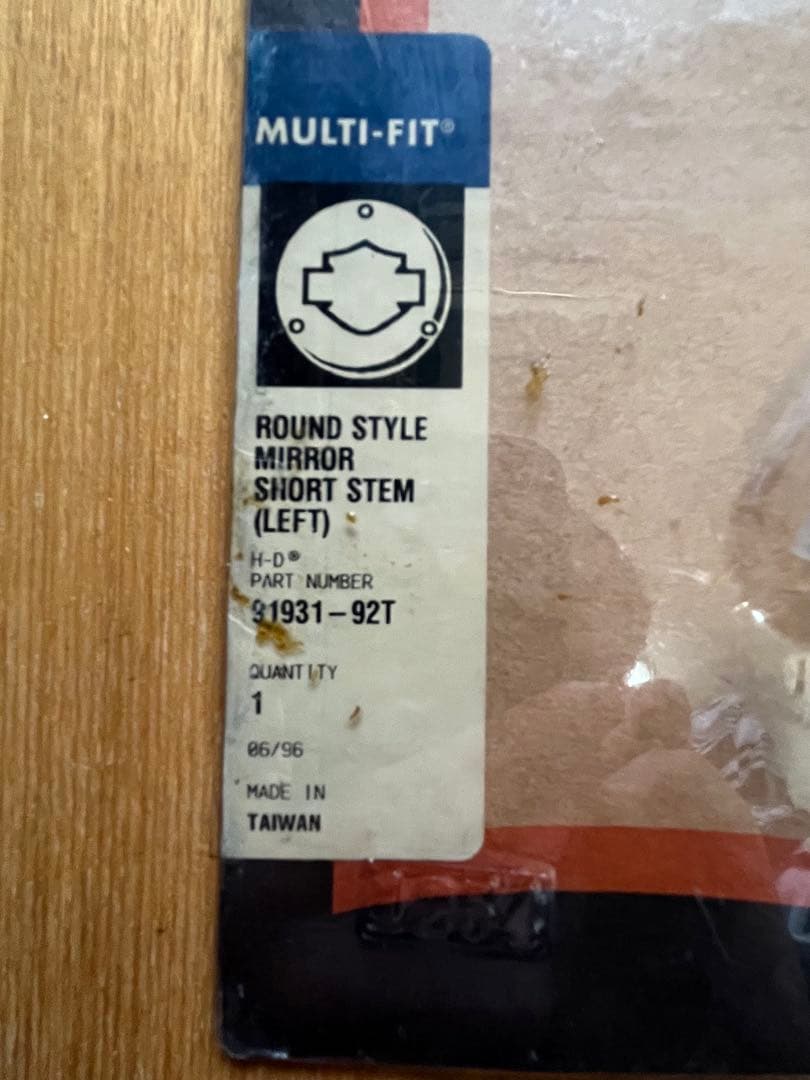 MULTI-FIT®
ROUND STYLE
MIRROR
SHORT STEM
(LEFT)
H-D®
PART NUMBER
91931-92T
QUANTITY
1
06/96
MADE IN
TAIWAN